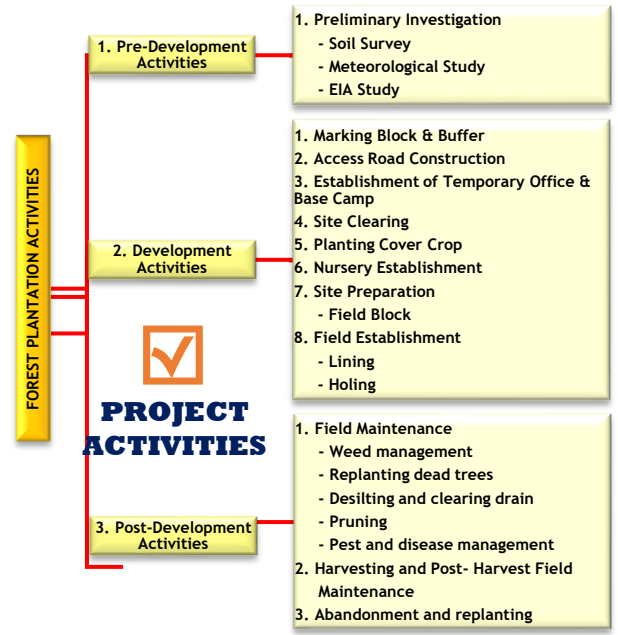 FOREST PLANTATION ACTIVITIES
1. Pre-Development
Activities
1. Preliminary Investigation
- Soil Survey
- Meteorological Study
- EIA Study
2. Development
Activities
1. Marking Block & Buffer
2. Access Road Construction
3. Establishment of Temporary Office &
Base Camp
4. Site Clearing
5. Planting Cover Crop
6. Nursery Establishment
7. Site Preparation
- Field Block
8. Field Establishment
- Lining
- Holing
PROJECT
ACTIVITIES
3. Post-Development
Activities
1. Field Maintenance
- Weed management
- Replanting dead trees
- Desilting and clearing drain
- Pruning
- Pest and disease management
2. Harvesting and Post- Harvest Field
Maintenance
3. Abandonment and replanting